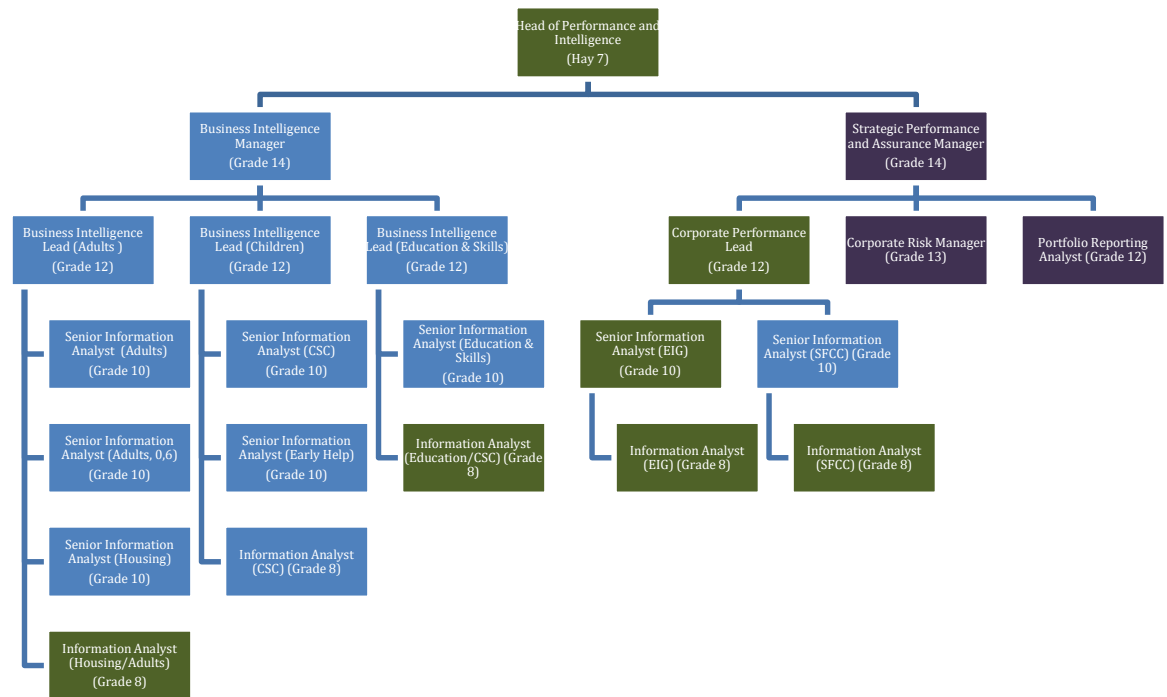 Head of Performance and
Intelligence
(Hay 7)
Business Intelligence
Manager
(Grade 14)
Strategic Performance
and Assurance Manager
(Grade 14)
Business Intelligence
Lead (Adults )
(Grade 12)
Business Intelligence
Lead (Children)
(Grade 12)
Business Intelligence
Lead (Education & Skills)
(Grade 12)
Corporate Performance
Lead
(Grade 12)
Corporate Risk Manager
(Grade 13)
Portfolio Reporting
Analyst (Grade 12)
Senior Information
Analyst (Adults)
(Grade 10)
Senior Information
Analyst (CSC)
(Grade 10)
Senior Information
Analyst (Education &
Skills)
(Grade 10)
Senior Information
Analyst (EIG)
(Grade 10)
Senior Information
Analyst (SFCC) (Grade
10)
Senior Information
Analyst (Adults, 0,6)
(Grade 10)
Senior Information
Analyst (Early Help)
(Grade 10)
Information Analyst
(Education/CSC) (Grade
8)
Information Analyst
(EIG) (Grade 8)
Information Analyst
(SFCC) (Grade 8)
Senior Information
Analyst (Housing)
(Grade 10)
Information Analyst
(CSC) (Grade 8)
Information Analyst
(Housing/Adults)
(Grade 8)